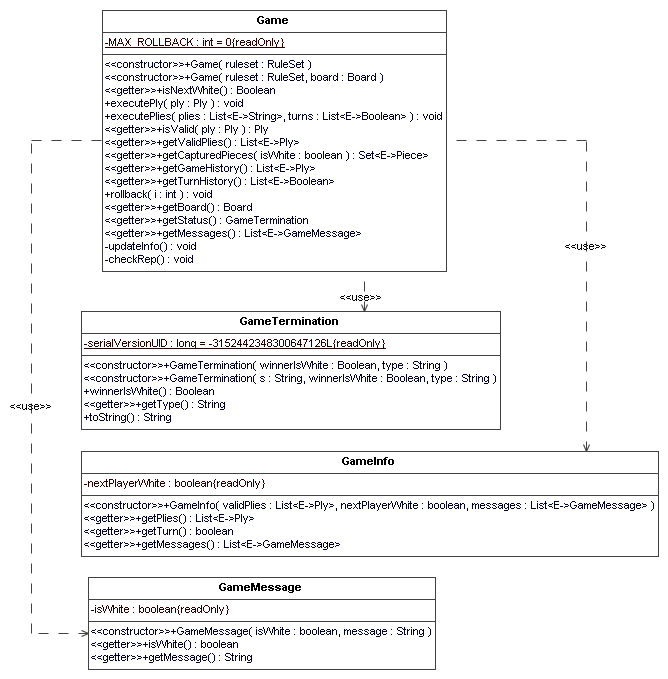 Game
-MAX_ROLLBACK : int = 0{readOnly}
<<constructor>>+Game( ruleset : RuleSet )
<<constructor>>+Game( ruleset : RuleSet, board : Board )
<<getter>>+isNextWhite() : Boolean
+executePly( ply : Ply ) : void
+executePlies( plies : List<E->String>, turns : List<E->Boolean> ) : void
<<getter>>+isValid( ply : Ply ) : Ply
<<getter>>+getValidPlies() : List<E->Ply>
<<getter>>+getCapturedPieces( isWhite : boolean ) : Set<E->Piece>
<<getter>>+getGameHistory() : List<E->Ply>
<<getter>>+getTurnHistory() : List<E->Boolean>
+rollback( i : int ) : void
<<getter>>+getBoard() : Board
<<getter>>+getStatus() : GameTermination
<<getter>>+getMessages() : List<E->GameMessage>
-updateInfo() : void
-checkRep() : void
<<use>>
<<use>>
GameTermination
-serialVersionUID : long = -3152442348300647126L{readOnly}
<<constructor>>+GameTermination( winnerIsWhite : Boolean, type : String )
<<constructor>>+GameTermination( s : String, winnerIsWhite : Boolean, type : String )
+winnerIsWhite() : Boolean
<<getter>>+getType() : String
+toString() : String
<<use>>
GameInfo
-nextPlayerWhite : boolean{readOnly}
<<constructor>>+GameInfo( validPlies : List<E->Ply>, nextPlayerWhite : boolean, messages : List<E->GameMessage> )
<<getter>>+getPlies() : List<E->Ply>
<<getter>>+getTurn() : boolean
<<getter>>+getMessages() : List<E->GameMessage>
GameMessage
-isWhite : boolean{readOnly}
<<constructor>>+GameMessage( isWhite : boolean, message : String )
<<getter>>+isWhite() : boolean
<<getter>>+getMessage() : String